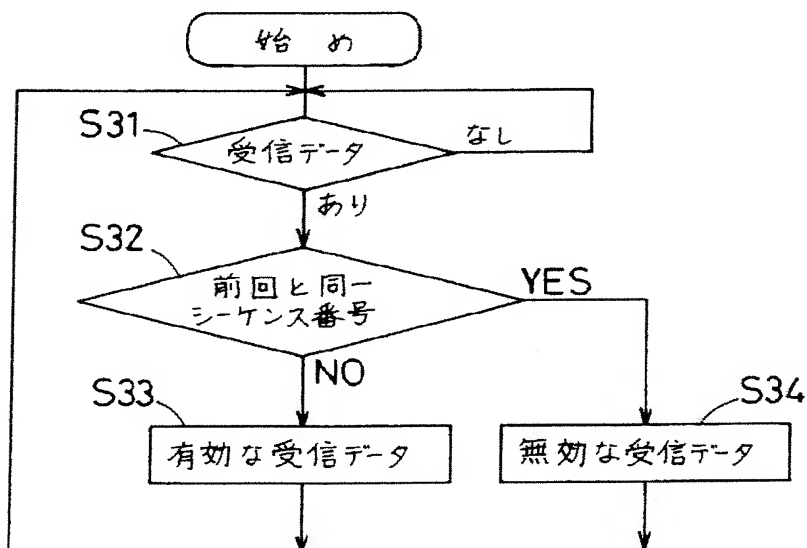 始め
S31
受信データ
なし
あり
S32
前回と同一
シーケンス番号
YES
NO
S33
有効な受信データ
S34
無効な受信データ